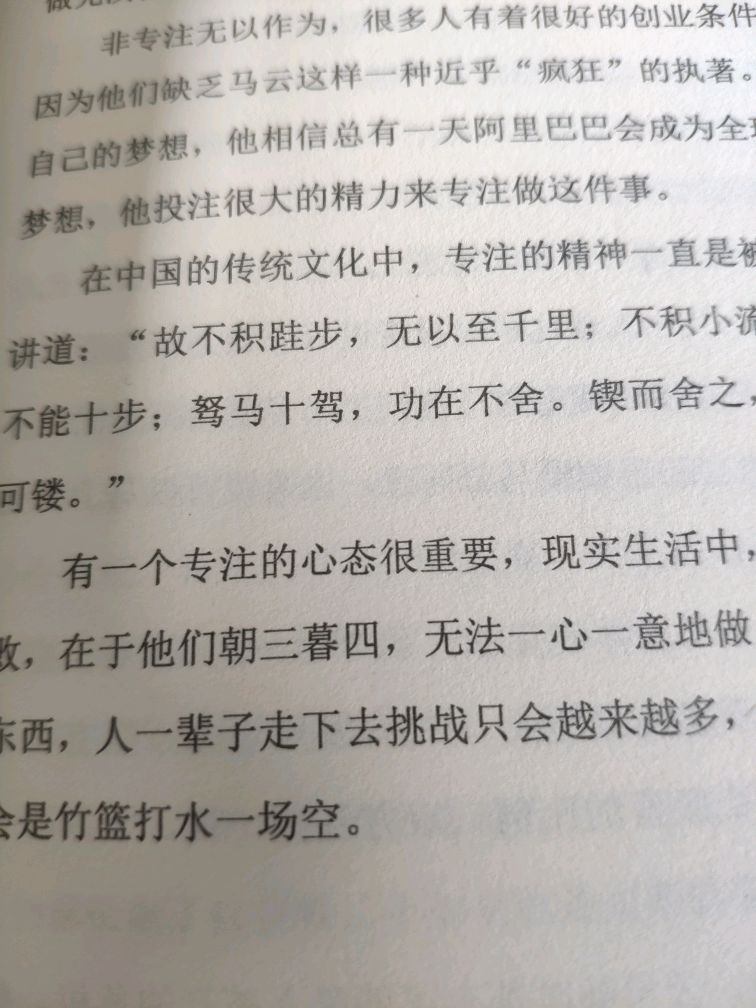 非专注无以作为，很多人有着很好的创业条件
因为他们缺乏马云这样一种近乎“疯狂”的执著。
自己的梦想，他相信总有一天阿里巴巴会成为全球
梦想，他投注很大的精力来专注做这件事。
在中国的传统文化中，专注的精神一直是被
讲道：“故不积跬步，无以至千里；不积小流
不能十步；驽马十驾，功在不舍。锲而舍之，
可镂。”
有一个专注的心态很重要，现实生活中，
败，在于他们朝三暮四，无法一心一意地做
东西，人一辈子走下去挑战只会越来越多，
会是竹篮打水一场空。